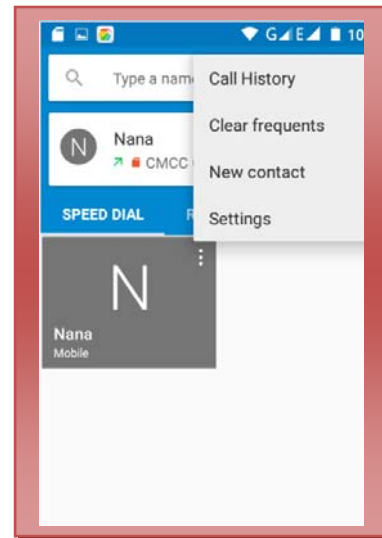 G E 10
Type a nam
Call History
Clear frequents
New contact
Settings
N
Nana
CMCC
SPEED DIAL R
N
Nana
Mobile